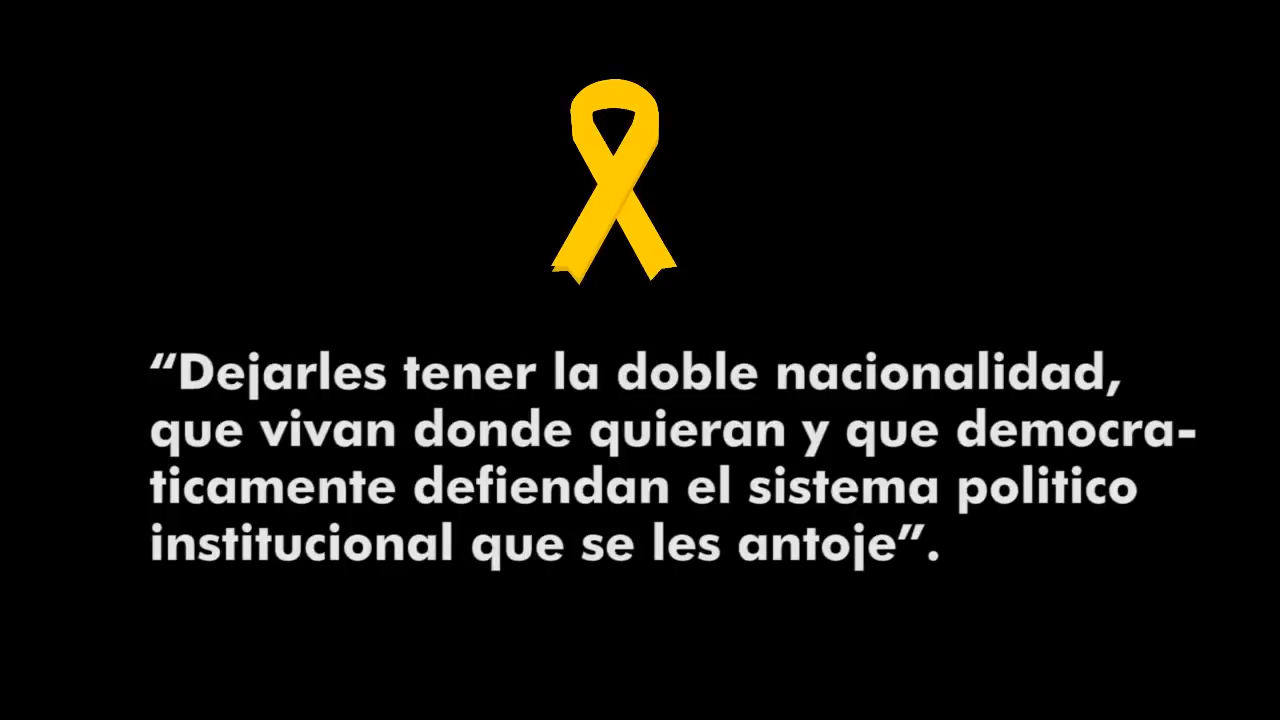 “Dejarles tener la doble nacionalidad,
que vivan donde quieran y que democra-
ticamente defiendan el sistema politico
institucional que se les antoje”.